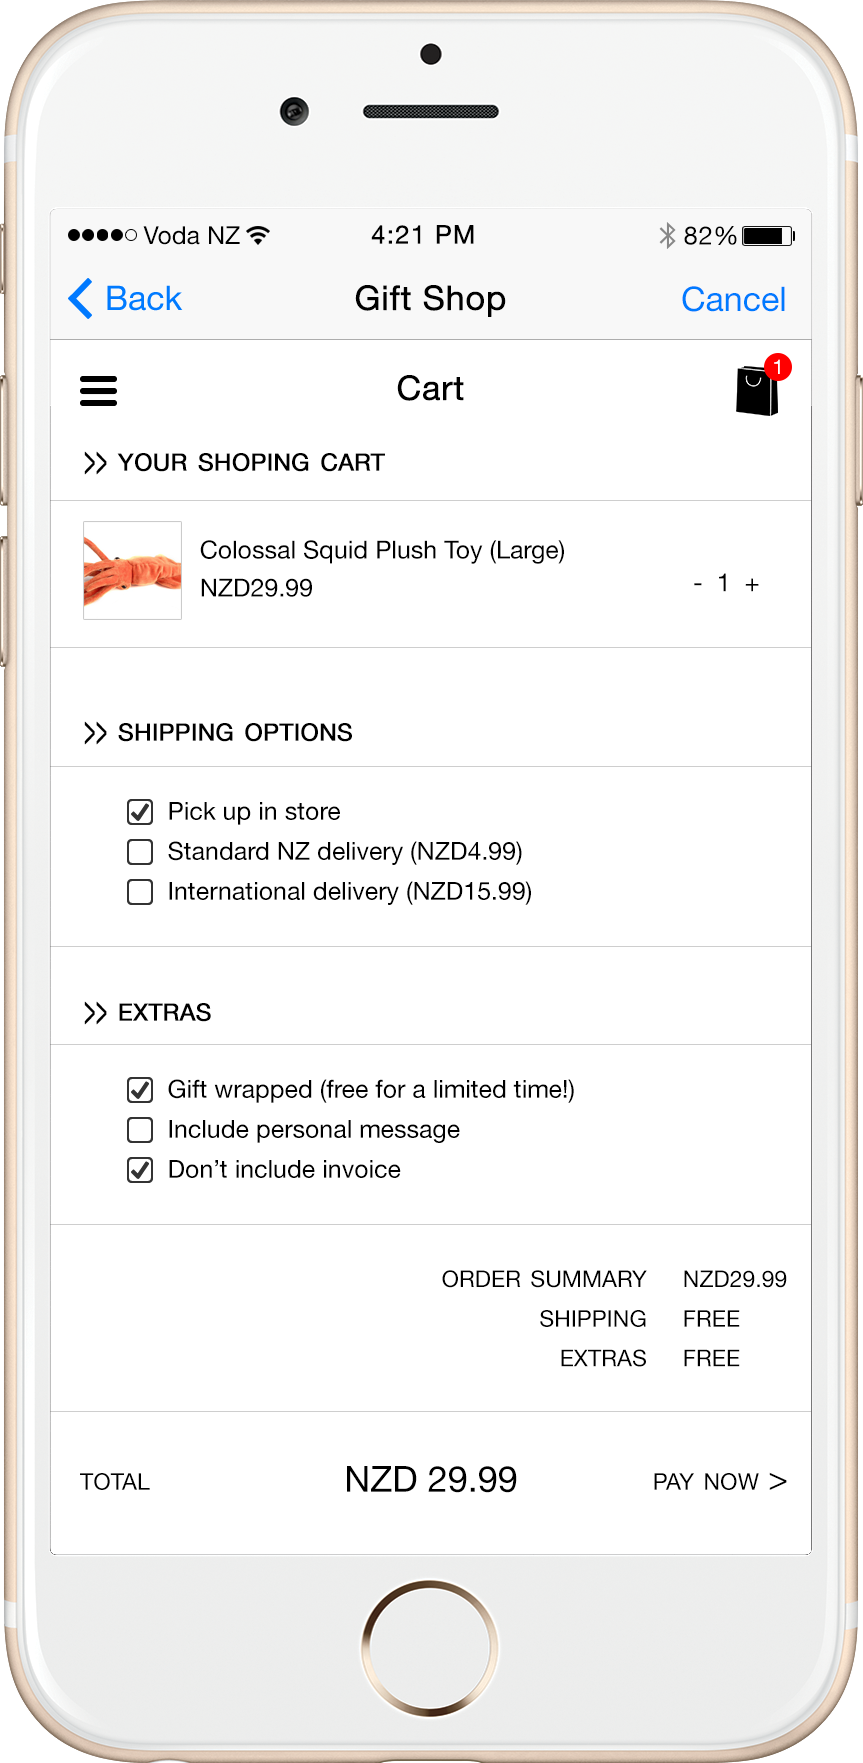 Voda NZ 4:21 PM 82%
Back Gift Shop Cancel
Cart 1
>> YOUR SHOPING CART
Colossal Squid Plush Toy (Large)
NZD29.99
- 1 +
>> SHIPPING OPTIONS
Pick up in store
Standard NZ delivery (NZD4.99)
International delivery (NZD15.99)
>> EXTRAS
Gift wrapped (free for a limited time!)
Include personal message
Don’t include invoice
ORDER SUMMARY NZD29.99
SHIPPING FREE
EXTRAS FREE
TOTAL NZD 29.99 PAY NOW >